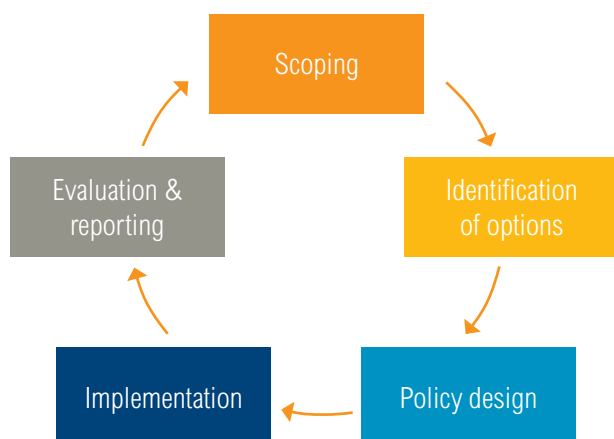 Scoping
Identification
of options
Policy design
Implementation
Evaluation &
reporting